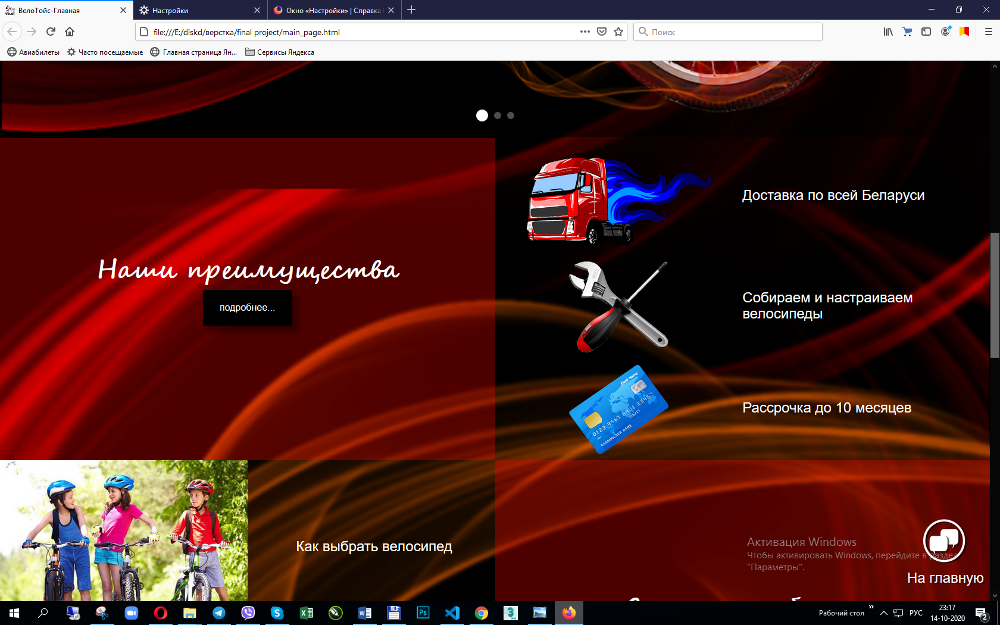 ВелоТойс-Главная
Настройки
Окно «Настройки» | Справка
file:///E:/diskd/верстка/final project/main_page.html
Поиск
Авиабилеты
Часто посещаемые
Главная страница Ян...
Сервисы Яндекса
Доставка по всей Беларуси
Наши преимущества
подробнее...
Собираем и настраиваем
велосипеды
Bank Name
0123 4567 8901 2345
CARDHOLDER NAME
Рассрочка до 10 месяцев
Как выбрать велосипед
Активация Windows
Чтобы активировать Windows, перейдите в раздел
"Параметры".
На главную
Рабочий стол
РУС
23:17
14-10-2020
2